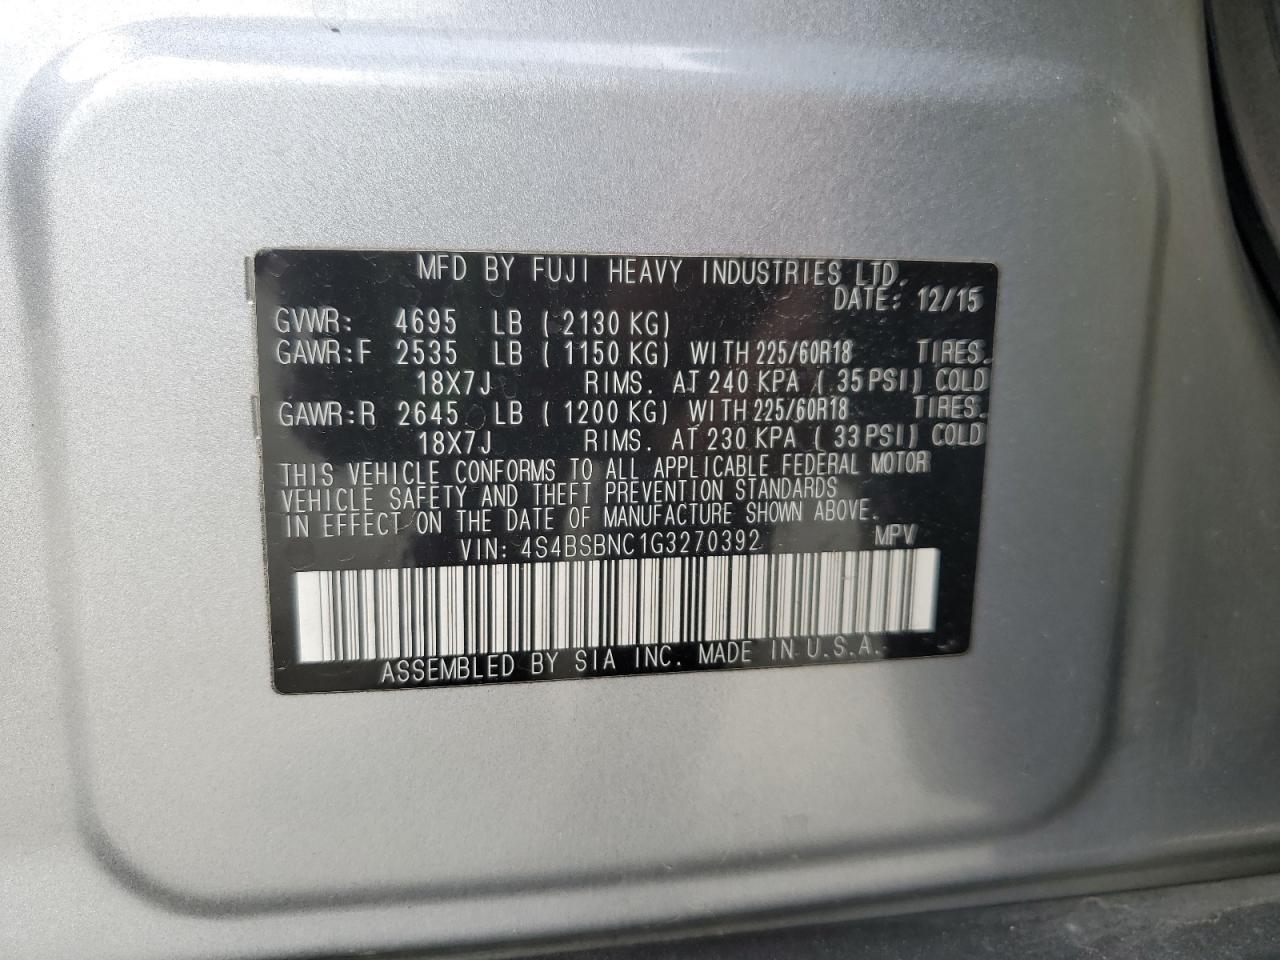 MFD BY FUJI HEAVY INDUSTRIES LTD.
DATE: 12/15
GVWR: 4695 LB ( 2130 KG)
GAWR:F 2535 LB ( 1150 KG) WITH 225/60R18 TIRES.
18X7J RIMS. AT 240 KPA ( 35 PSI) COLD
GAWR:R 2645 LB ( 1200 KG) WITH 225/60R18 TIRES.
18X7J RIMS. AT 230 KPA ( 33 PSI) COLD
THIS VEHICLE CONFORMS TO ALL APPLICABLE FEDERAL MOTOR
VEHICLE SAFETY AND THEFT PREVENTION STANDARDS
IN EFFECT ON THE DATE OF MANUFACTURE SHOWN ABOVE.
VIN: 4S4BSBNC1G3270392 MPV
ASSEMBLED BY SIA INC. MADE IN U.S.A.